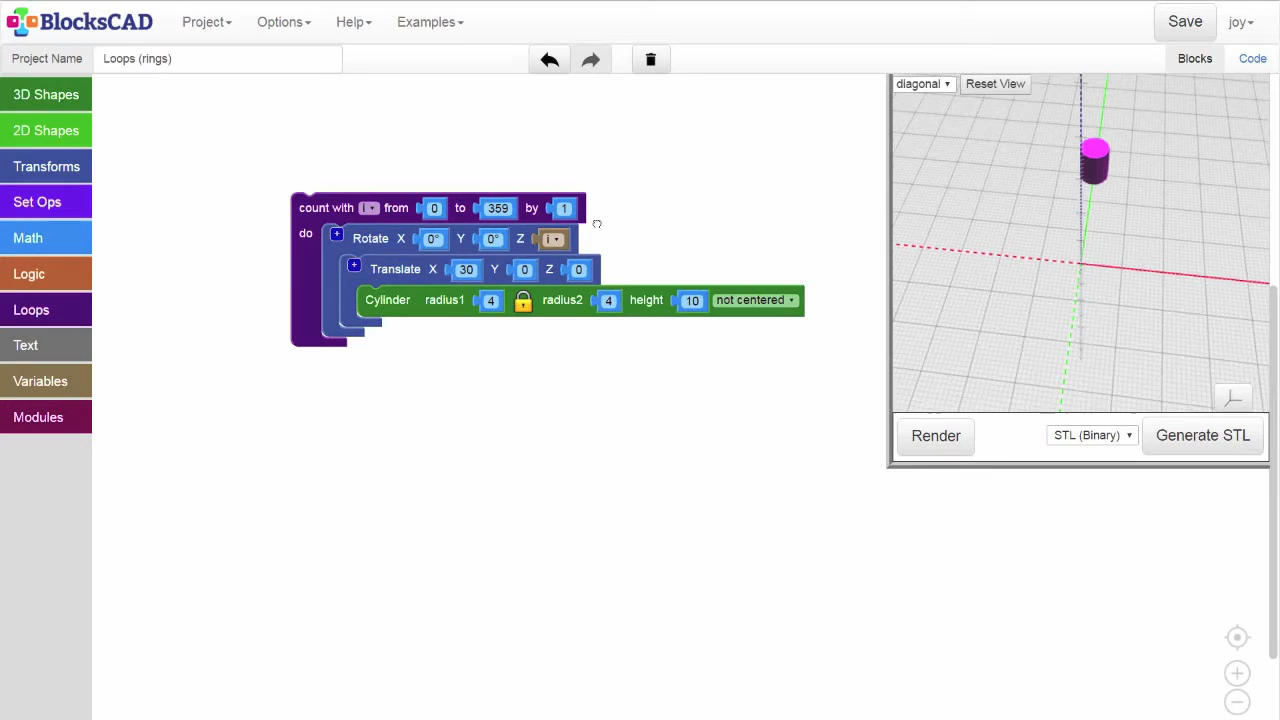 BlocksCAD Project Options Help Examples Save joy
Project Name Loops (rings) Blocks Code
3D Shapes
2D Shapes
Transforms
Set Ops
Math
Logic
Loops
Text
Variables
Modules
count with i from 0 to 359 by 1
do
+ Rotate X 0° Y 0° Z i
+ Translate X 30 Y 0 Z 0
Cylinder radius1 4 radius2 4 height 10 not centered
diagonal Reset View
Render STL (Binary) Generate STL